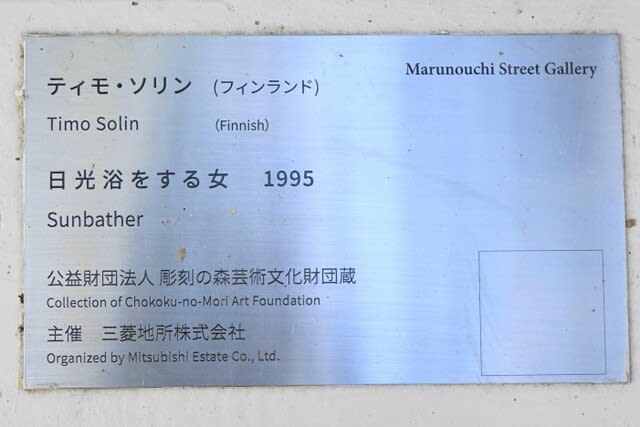 Marunouchi Street Gallery
ティモ・ソリン (フィンランド)
Timo Solin (Finnish)
日光浴をする女 1995
Sunbather
公益財団法人 彫刻の森芸術文化財団蔵
Collection of Chokoku-no-Mori Art Foundation
主催 三菱地所株式会社
Organized by Mitsubishi Estate Co., Ltd.